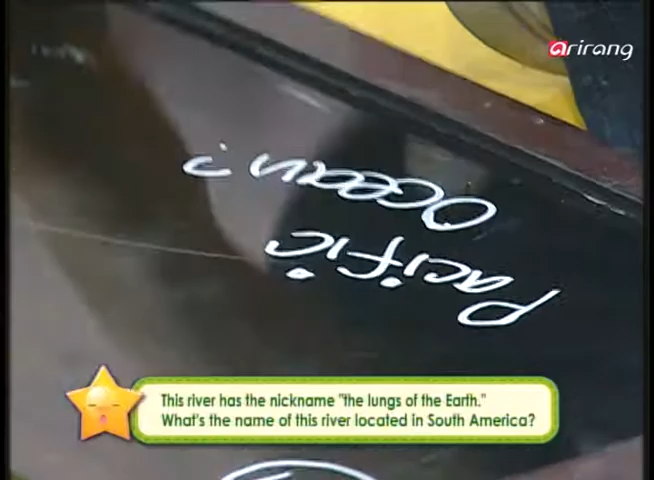 arirang
Pacific
Ocean?
This river has the nickname "the lungs of the Earth."
What's the name of this river located in South America?